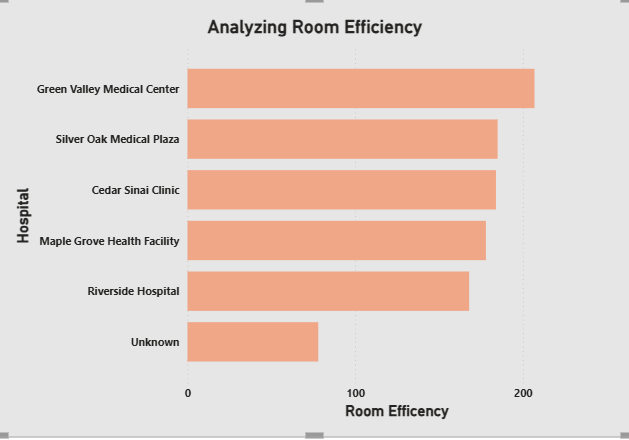 Analyzing Room Efficiency
Hospital
Green Valley Medical Center
Silver Oak Medical Plaza
Cedar Sinai Clinic
Maple Grove Health Facility
Riverside Hospital
Unknown
0 100 200
Room Efficency